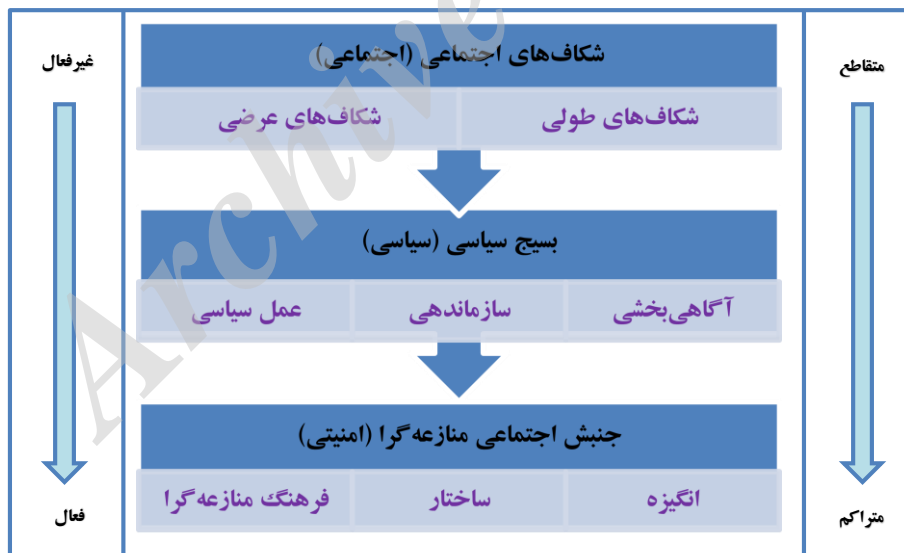 شکاف‌های اجتماعی (اجتماعی)
متقاطع
غیرفعال
شکاف‌های طولی
شکاف‌های عرضی
بسیج سیاسی (سیاسی)
آگاهی‌بخشی
سازماندهی
عمل سیاسی
جنبش اجتماعی منازعه‌گرا (امنیتی)
انگیزه
ساختار
فرهنگ منازعه‌گرا
متراکم
فعال
Archive